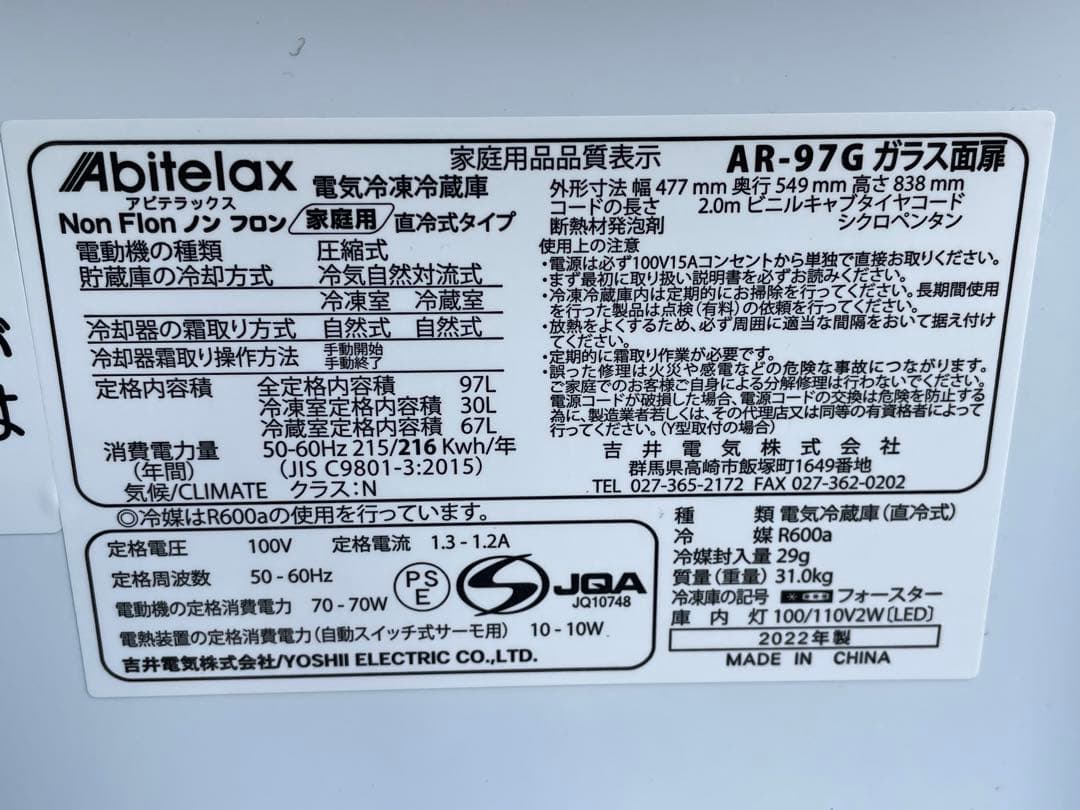 Abitelax
アビテラックス
電気冷凍冷蔵庫
Non Flon ノン フロン 家庭用 直冷式タイプ
電動機の種類 圧縮式
貯蔵庫の冷却方式 冷気自然対流式
冷凍室 冷蔵室
冷却器の霜取り方式 自然式 自然式
冷却器霜取り操作方法 手動開始
手動終了
定格内容積 全定格内容積 97L
冷凍室定格内容積 30L
冷蔵室定格内容積 67L
消費電力量 50-60Hz 215/216 Kwh/年
(年間) (JIS C9801-3:2015)
気候/CLIMATE クラス:N
家庭用品品質表示 AR-97G ガラス面扉
外形寸法 幅 477 mm 奥行 549 mm 高さ 838 mm
コードの長さ 2.0m ビニルキャブタイヤコード
断熱材発泡剤 シクロペンタン
使用上の注意
・電源は必ず100V15Aコンセントから単独で直接お取りください。
・まず最初に取り扱い説明書を必ずお読みください。
・冷凍冷蔵庫内は定期的にお掃除を行ってください。長期間使用
を行った製品は点検(有料)の依頼を行ってください。
・放熱をよくするため、必ず周囲に適当な間隔をおいて据え付け
てください。
・定期的に霜取り作業が必要です。
・誤った修理は火災や感電などの危険な事故につながります。
ご家庭でのお客様ご自身による分解修理は行わないでください。
電源コードが破損した場合、電源コードの交換は危険を防止する
為に、製造業者若しくは、その代理店又は同等の有資格者によって
行ってください。(Y型取付の場合)
吉井電気株式会社
群馬県高崎市飯塚町1649番地
TEL 027-365-2172 FAX 027-362-0202
◎冷媒はR600aの使用を行っています。
定格電圧 100V 定格電流 1.3 - 1.2A
定格周波数 50 - 60Hz
電動機の定格消費電力 70 - 70W
PS
E
JQA
JQ10748
電熱装置の定格消費電力(自動スイッチ式サーモ用) 10 - 10W
吉井電気株式会社/YOSHII ELECTRIC CO.,LTD.
種類 電気冷蔵庫(直冷式)
冷媒 R600a
冷媒封入量 29g
質量(重量) 31.0kg
冷凍庫の記号 フォースター
庫内灯 100/110V2W〔LED〕
2022年製
MADE IN CHINA
が
は